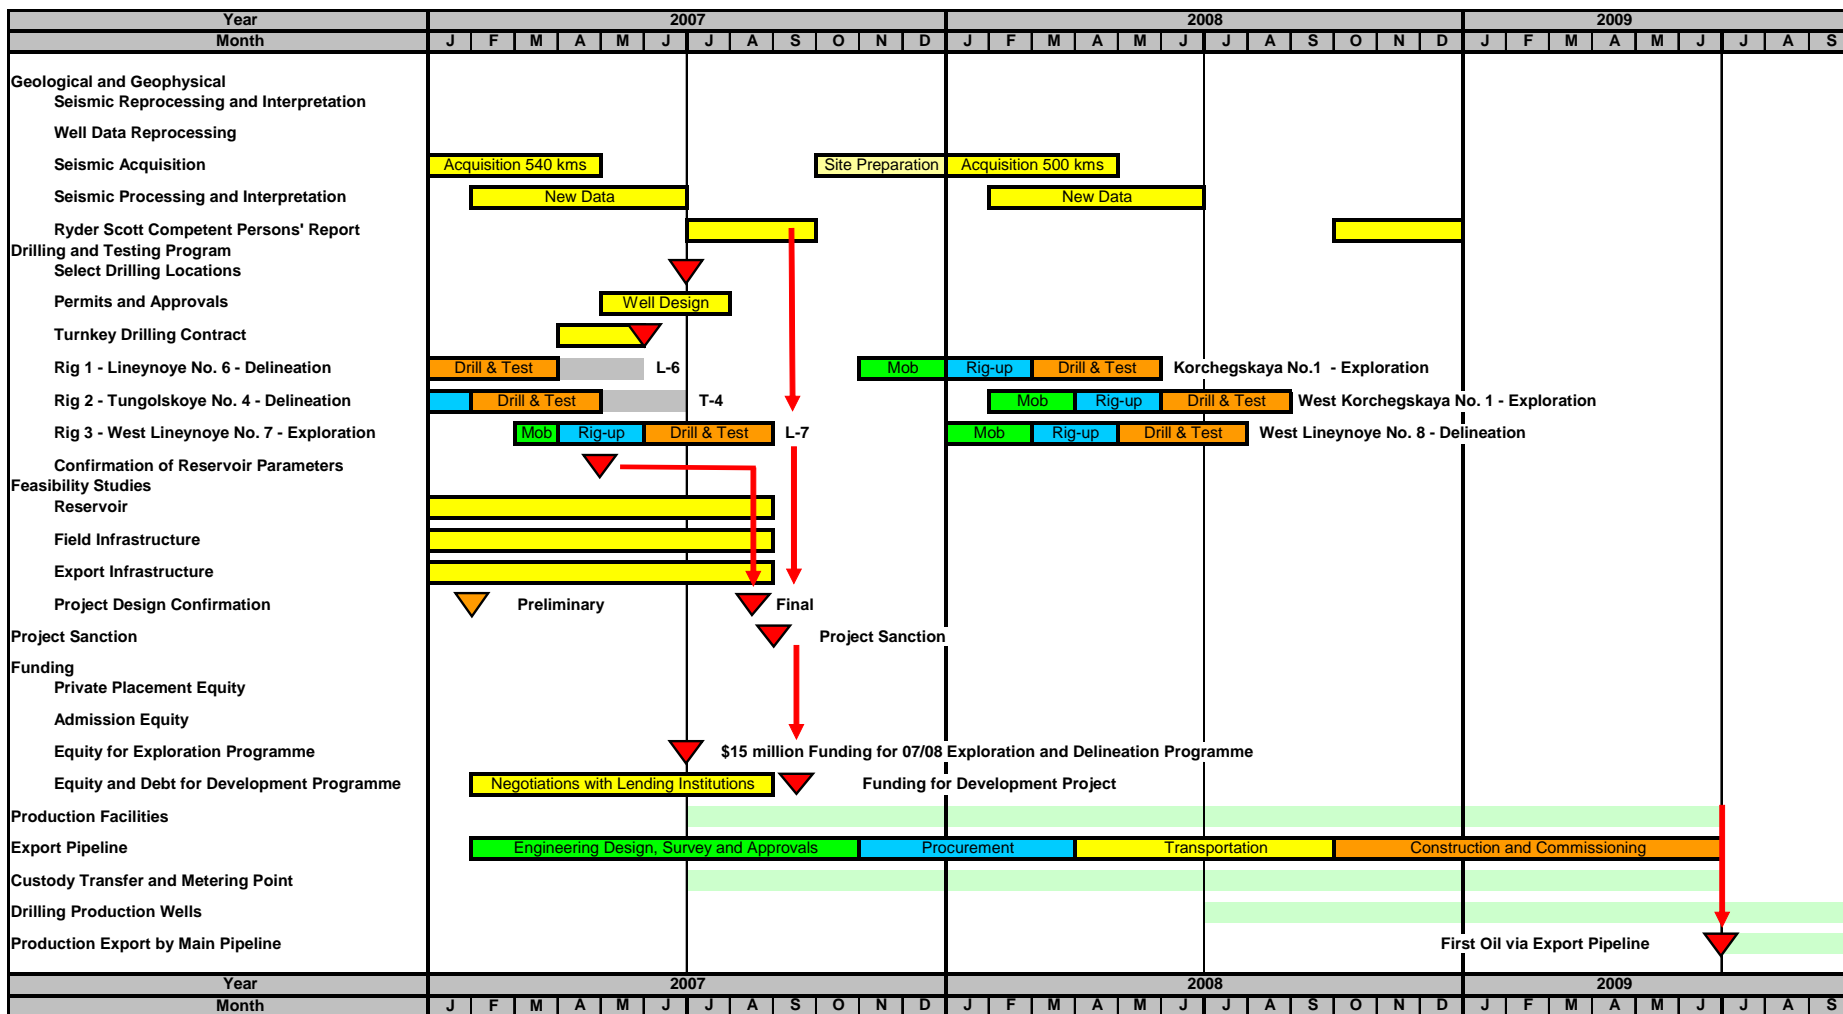 Year 2007 2008 2009
Month J F M A M J J A S O N D J F M A M J J A S O N D J F M A M J J A S
Geological and Geophysical
Seismic Reprocessing and Interpretation
Well Data Reprocessing
Seismic Acquisition Acquisition 540 kms Site Preparation Acquisition 500 kms
Seismic Processing and Interpretation New Data New Data
Ryder Scott Competent Persons' Report
Drilling and Testing Program
Select Drilling Locations
Permits and Approvals Well Design
Turnkey Drilling Contract
Rig 1 - Lineynoye No. 6 - Delineation Drill & Test L-6 Mob Rig-up Drill & Test Korchegskaya No.1 - Exploration
Rig 2 - Tungolskoye No. 4 - Delineation Drill & Test T-4 Mob Rig-up Drill & Test West Korchegskaya No. 1 - Exploration
Rig 3 - West Lineynoye No. 7 - Exploration Mob Rig-up Drill & Test L-7 Mob Rig-up Drill & Test West Lineynoye No. 8 - Delineation
Confirmation of Reservoir Parameters
Feasibility Studies
Reservoir
Field Infrastructure
Export Infrastructure
Project Design Confirmation Preliminary Final
Project Sanction Project Sanction
Funding
Private Placement Equity
Admission Equity
Equity for Exploration Programme $15 million Funding for 07/08 Exploration and Delineation Programme
Equity and Debt for Development Programme Negotiations with Lending Institutions Funding for Development Project
Production Facilities
Export Pipeline Engineering Design, Survey and Approvals Procurement Transportation Construction and Commissioning
Custody Transfer and Metering Point
Drilling Production Wells
Production Export by Main Pipeline First Oil via Export Pipeline
Year 2007 2008 2009
Month J F M A M J J A S O N D J F M A M J J A S O N D J F M A M J J A S